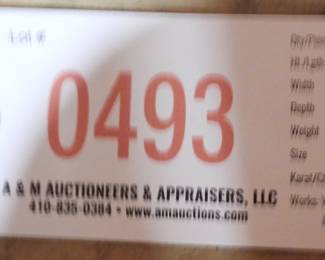 Lot #
0493
A & M AUCTIONEERS & APPRAISERS, LLC
410-835-0384 • www.amauctions.com
Width
Depth
Weight
Size